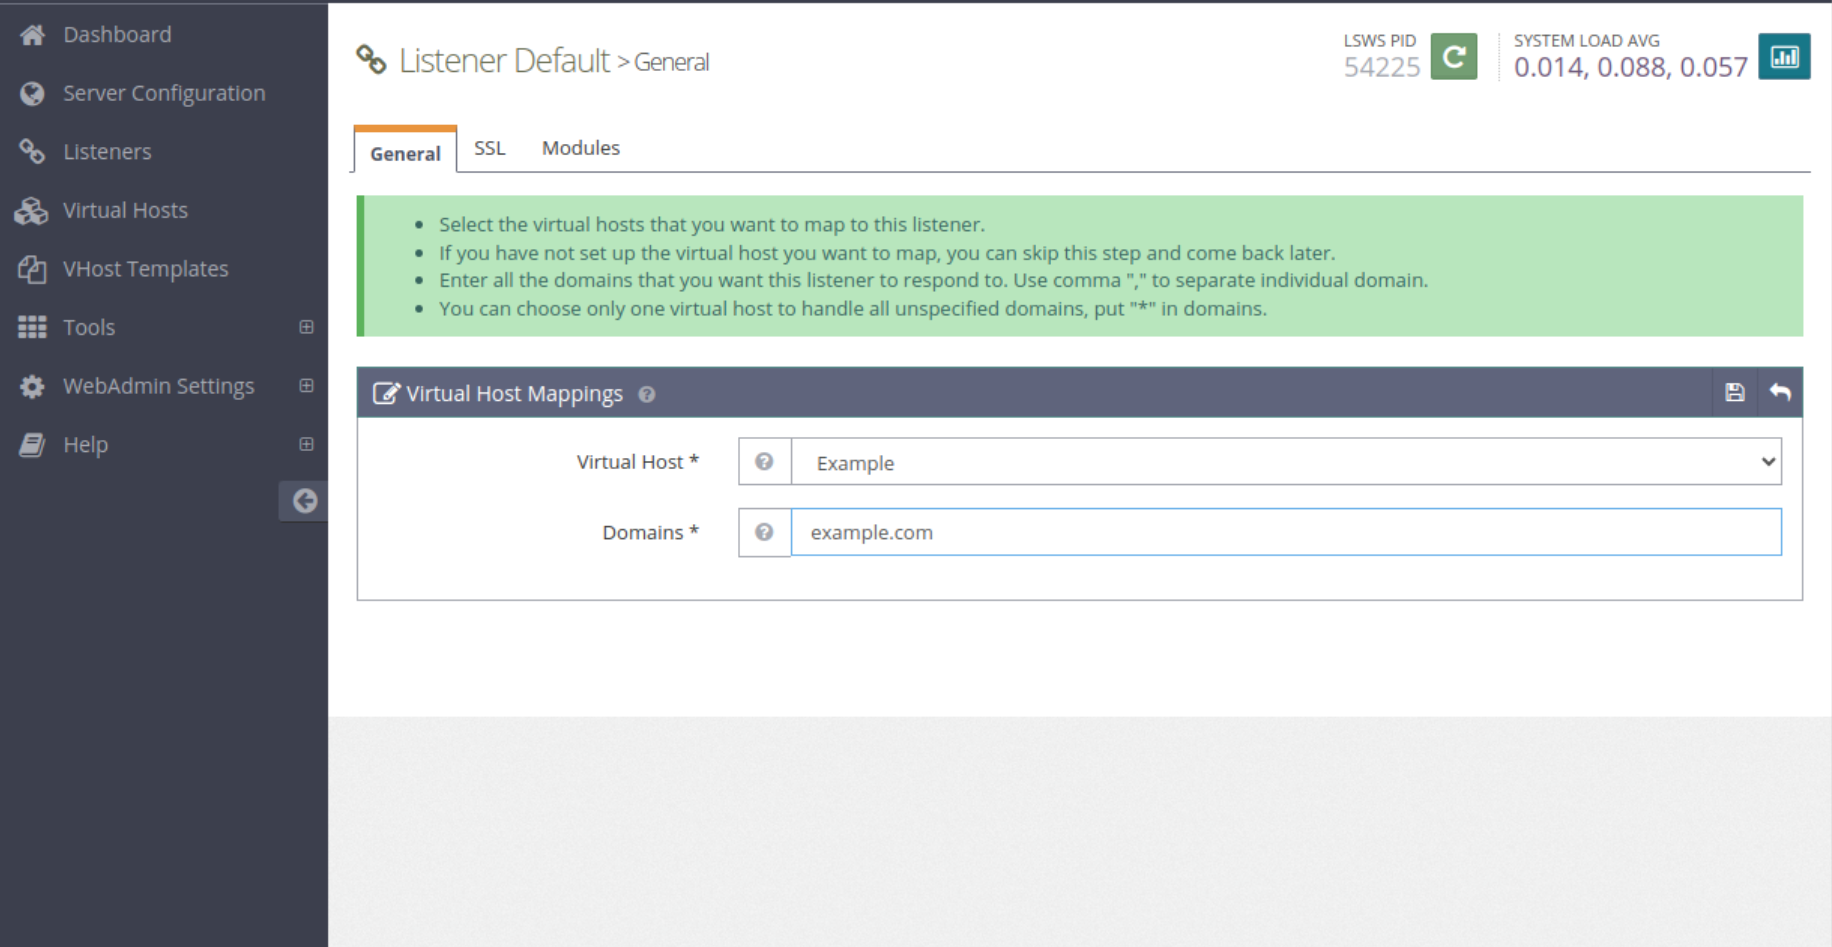 Dashboard
Server Configuration
Listeners
Virtual Hosts
VHost Templates
Tools
WebAdmin Settings
Help
Listener Default > General
LSWS PID
54225
SYSTEM LOAD AVG
0.014, 0.088, 0.057
General
SSL
Modules
Select the virtual hosts that you want to map to this listener.
If you have not set up the virtual host you want to map, you can skip this step and come back later.
Enter all the domains that you want this listener to respond to. Use comma "," to separate individual domain.
You can choose only one virtual host to handle all unspecified domains, put "*" in domains.
Virtual Host Mappings
Virtual Host *
Example
Domains *
example.com